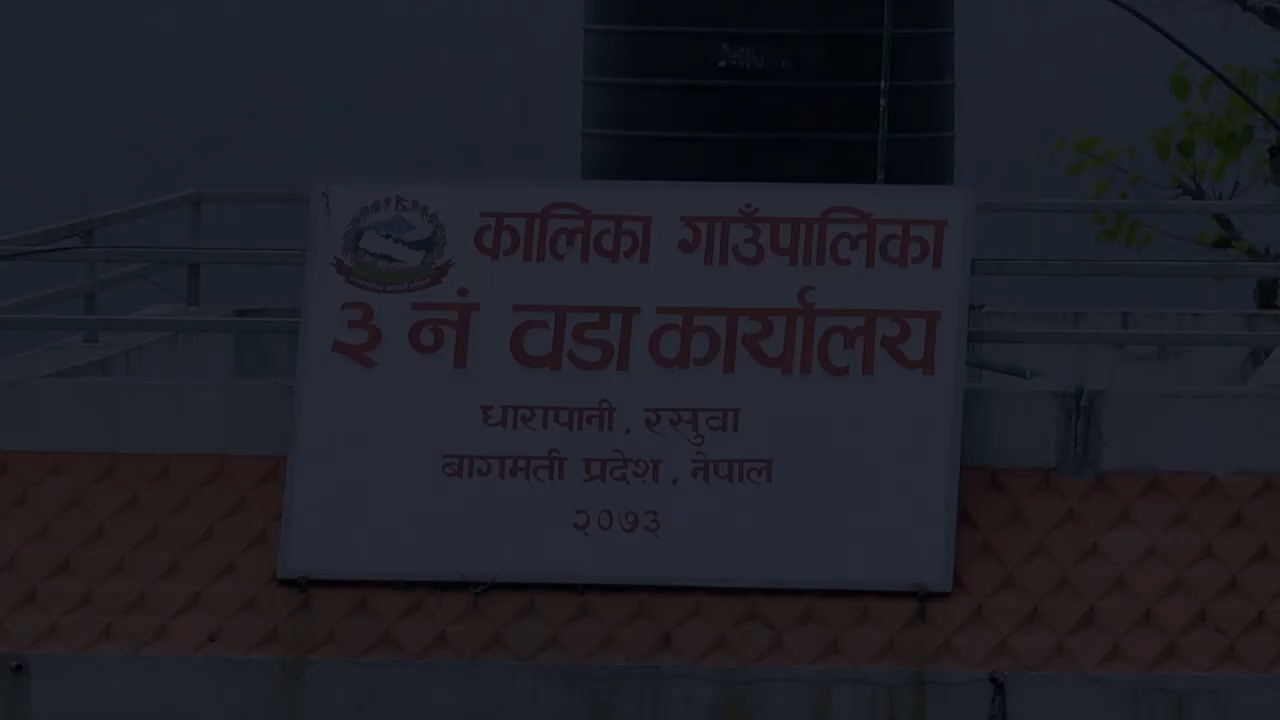 कालिका गाउँपालिका
३ नं वडा कार्यालय
धारापानी, रसुवा
बागमती प्रदेश, नेपाल
२०७३